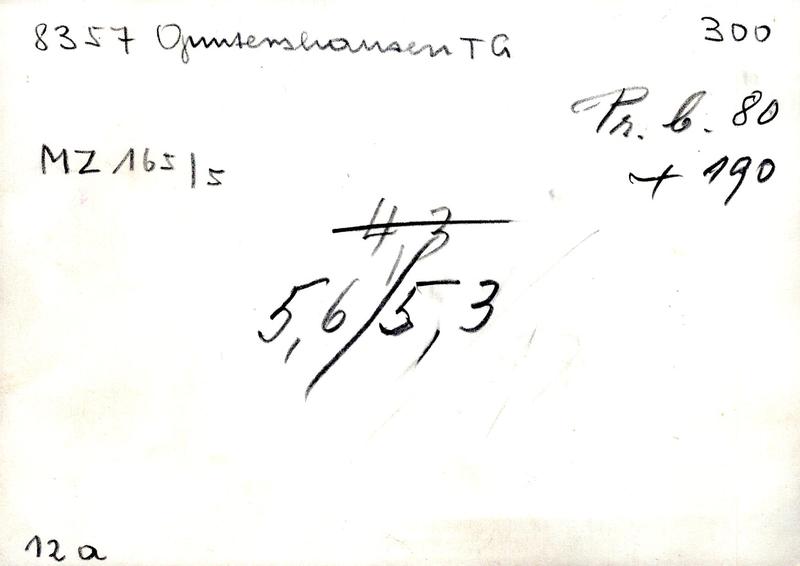 8357 Guntershausen TG
300
Pr. b. 80
+ 190
MZ 165/5
4,3
5,6/5,3
12a